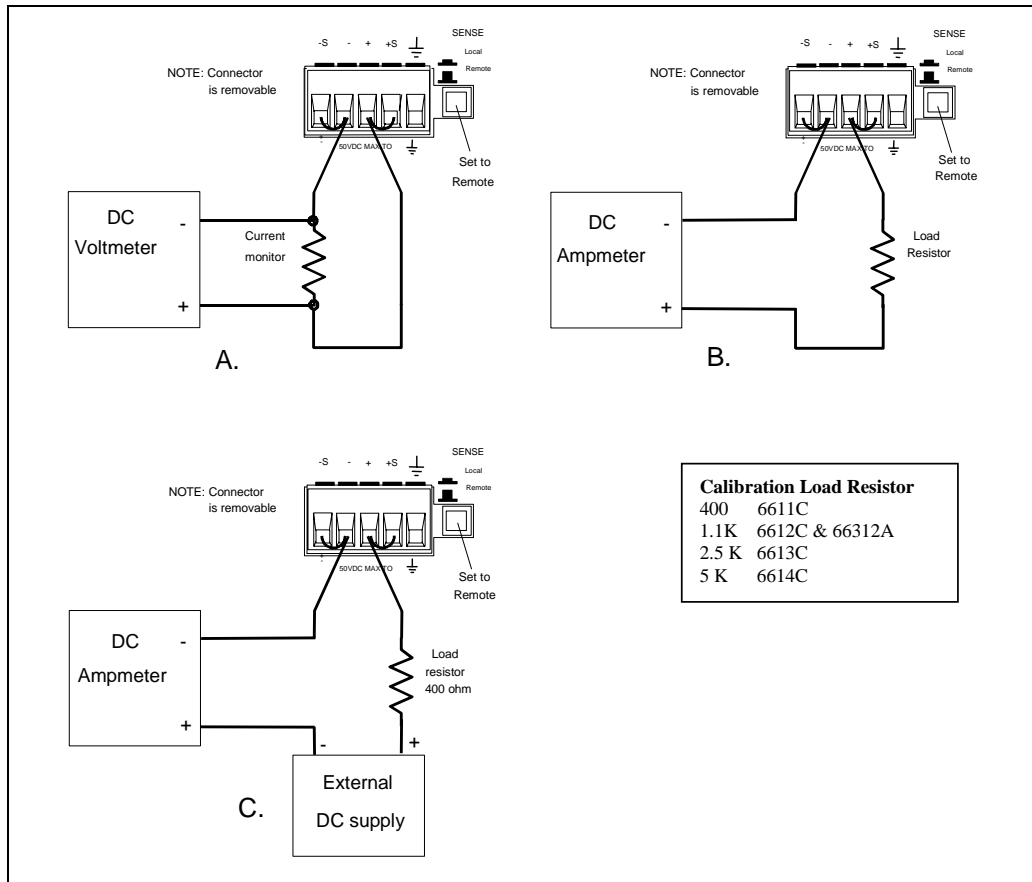 -S - + +S
SENSE
Local
Remote
NOTE: Connector
is removable
50VDC MAX TO
Set to
Remote
DC
Voltmeter
-
+
Current
monitor
A.
-S - + +S
SENSE
Local
Remote
NOTE: Connector
is removable
50VDC MAX TO
Set to
Remote
DC
Ampmeter
-
+
Load
Resistor
B.
-S - + +S
SENSE
Local
Remote
NOTE: Connector
is removable
50VDC MAX TO
Set to
Remote
DC
Ampmeter
-
+
Load
resistor
400 ohm
- +
External
DC supply
C.
Calibration Load Resistor
400 6611C
1.1K 6612C & 66312A
2.5 K 6613C
5 K 6614C